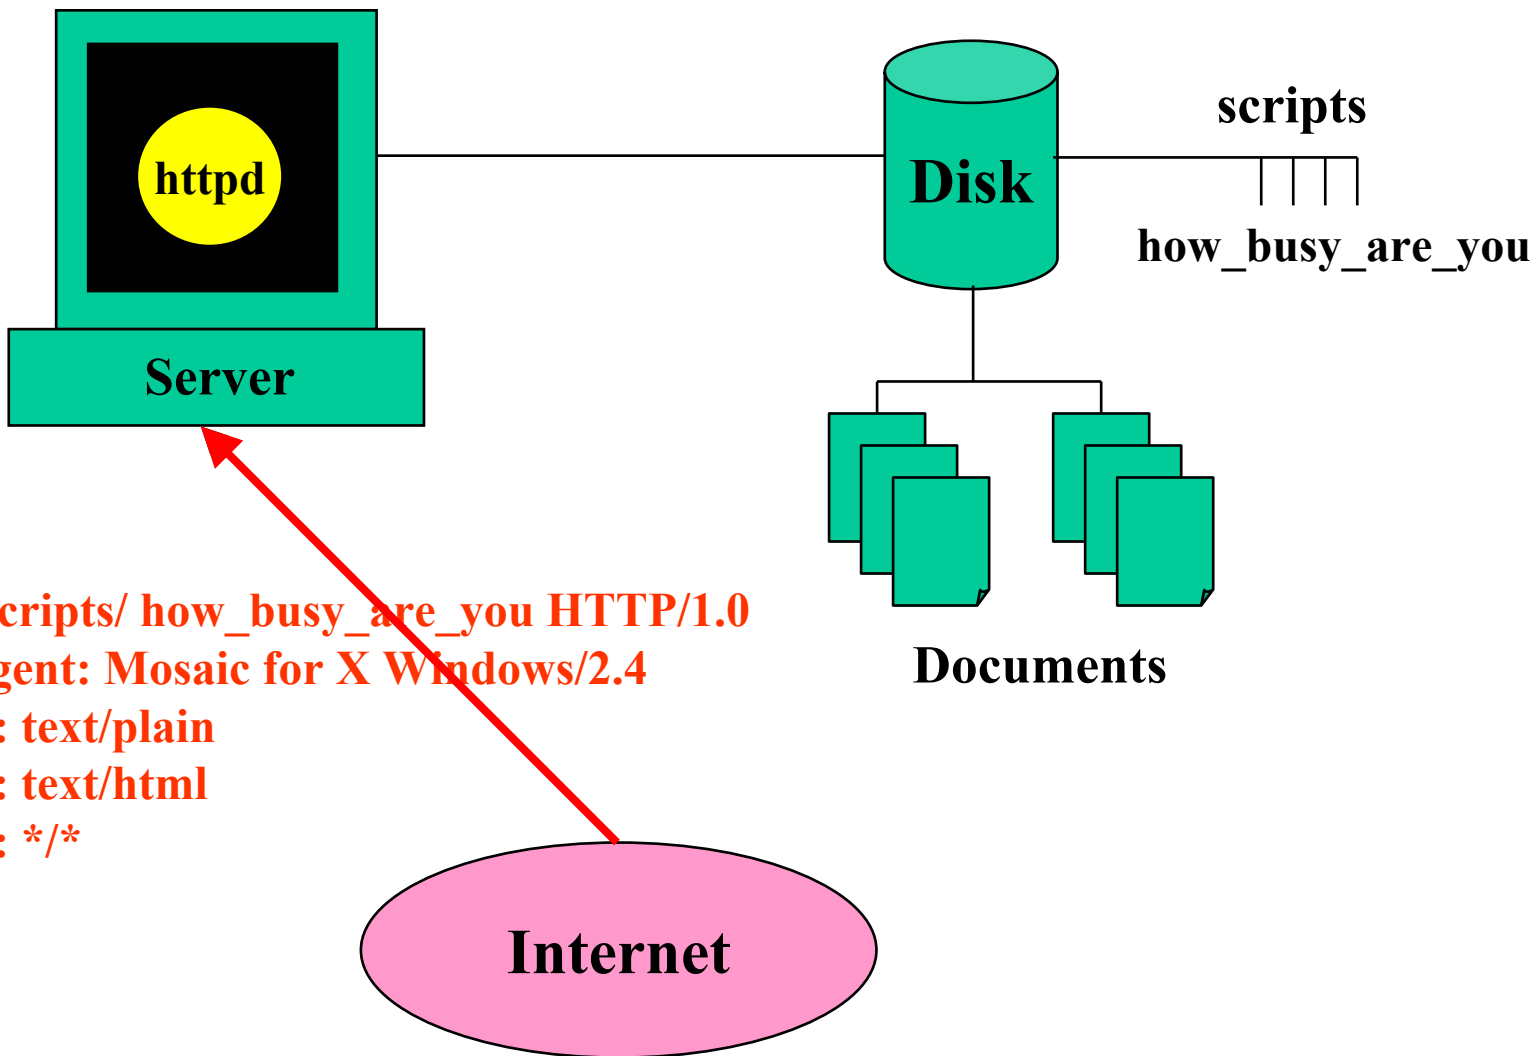 httpd
Server
Disk
scripts
how_busy_are_you
Documents
cripts/ how_busy_are_you HTTP/1.0
gent: Mosaic for X Windows/2.4
: text/plain
: text/html
: */*
Internet